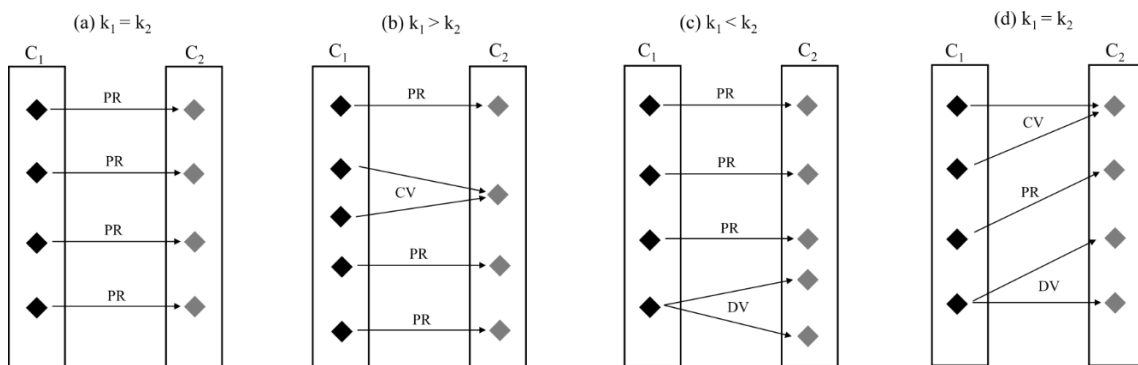 (a) k₁ = k₂
C₁ C₂
PR
PR
PR
PR
(b) k₁ > k₂
C₁ C₂
PR
CV
PR
PR
(c) k₁ < k₂
C₁ C₂
PR
PR
PR
DV
(d) k₁ = k₂
C₁ C₂
CV
PR
DV